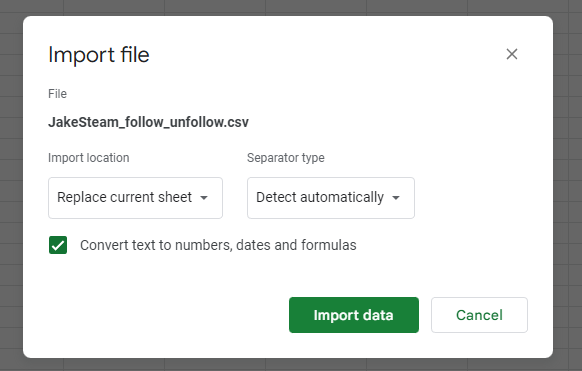 Import file
File
JakeSteam_follow_unfollow.csv
Import location
Separator type
Replace current sheet
Detect automatically
Convert text to numbers, dates and formulas
Import data
Cancel